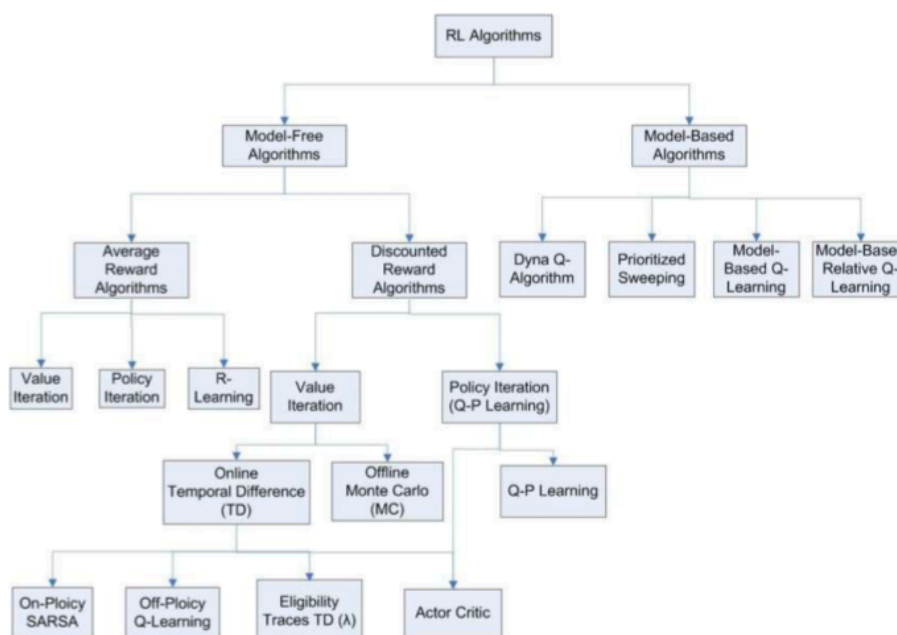 RL Algorithms
Model-Free
Algorithms
Model-Based
Algorithms
Average
Reward
Algorithms
Discounted
Reward
Algorithms
Dyna Q-
Algorithm
Prioritized
Sweeping
Model-
Based Q-
Learning
Model-Based
Relative Q-
Learning
Value
Iteration
Policy
Iteration
R-
Learning
Value
Iteration
Policy Iteration
(Q-P Learning)
Online
Temporal Difference
(TD)
Offline
Monte Carlo
(MC)
Q-P Learning
On-Ploicy
SARSA
Off-Ploicy
Q-Learning
Eligibility
Traces TD (λ)
Actor Critic